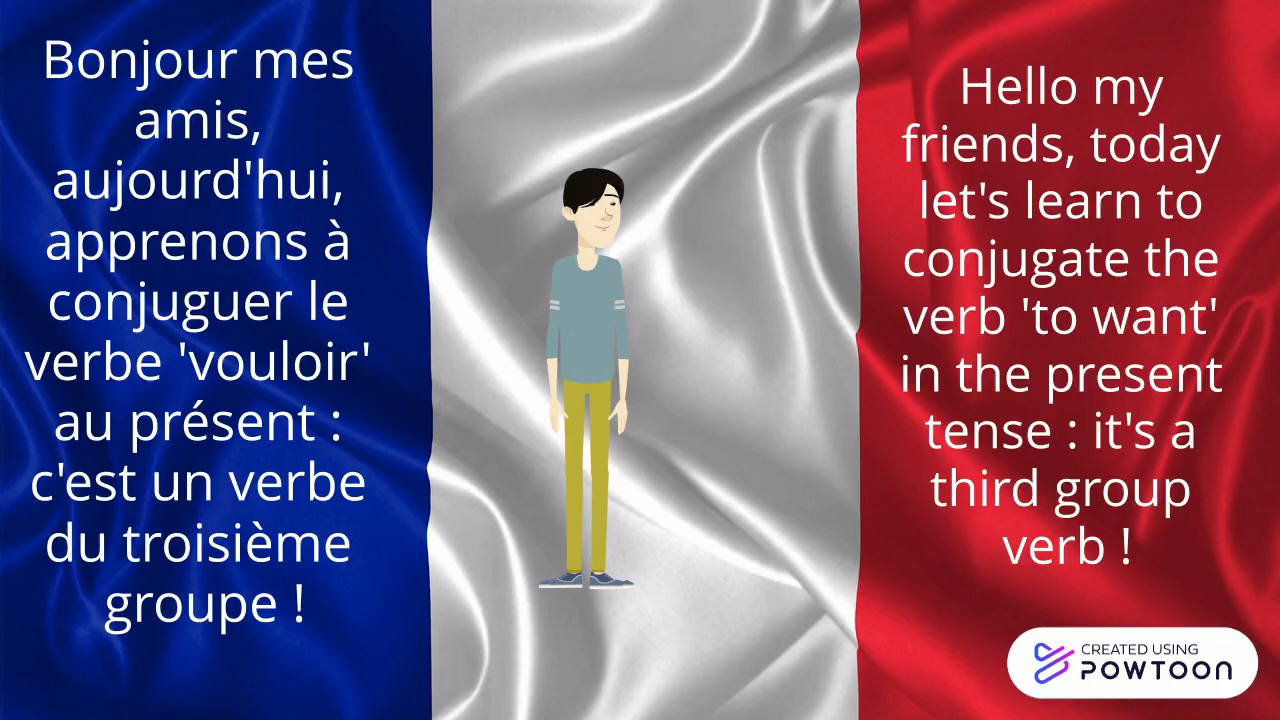 Bonjour mes
amis,
aujourd'hui,
apprenons à
conjuguer le
verbe 'vouloir'
au présent :
c'est un verbe
du troisième
groupe !
Hello my
friends, today
let's learn to
conjugate the
verb 'to want'
in the present
tense : it's a
third group
verb !
CREATED USING
POWTOON